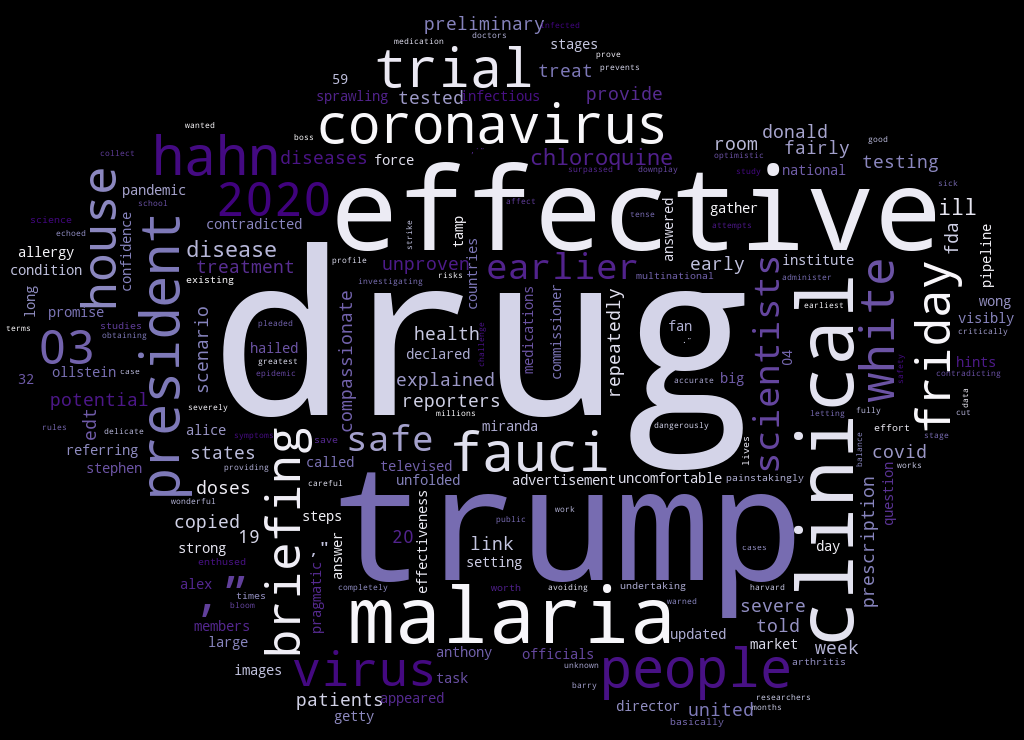 preliminary
infected
doctors
medication
stages
prove
trial
treat
prevents
59
sprawling
tested
infectious
provide
coronavirus
wanted
boss
donald
good
hahn
diseases
force
chloroquine
room
fairly
collect
optimistic
testing
surpassed
downplay
study
national
house
pandemic
school
2020
effective
sick
affect
ill
science
echoed
confidence
president
contradicted
strike
tamp
tense
answered
gather
attempts
fda
pipeline
allergy
disease
condition
treatment
existing
profile
unproven
risks
countries
earlier
multinational
early
institute
investigating
administer
long
promise
scenario
drug
compassionate
health
medications
commissioner
repeatedly
scientists
earliest
clinical
white
friday
wong
visibly
critically
terms
studies
obtaining
03
pleaded
hailed
greatest
epidemic
declared
challenge
fan
."
accurate
04
big
hints
contradicting
32
ollstein
case
explained
safety
data
cut
potential
severely
reporters
millions
letting
fully
edt
rules
delicate
alice
symptoms
safe
save
miranda
fauci
dangerously
effort
stage
referring
states
balance
covid
works
stephen
providing
called
televised
lives
doses
careful
unfolded
advertisement
uncomfortable
painstakingly
wonderful
briefing
effectiveness
trump
prescription
question
copied
steps
public
work
19
20
strong
,"
answer
link
cases
day
enthused
pragmatic
setting
alex
,”
completely
worth
avoiding
undertaking
harvard
times
bloom
malaria
severe
members
warned
updated
told
large
market
week
anthony
officials
images
virus
task
unknown
people
arthritis
barry
patients
appeared
researchers
getty
director
united
months
basically